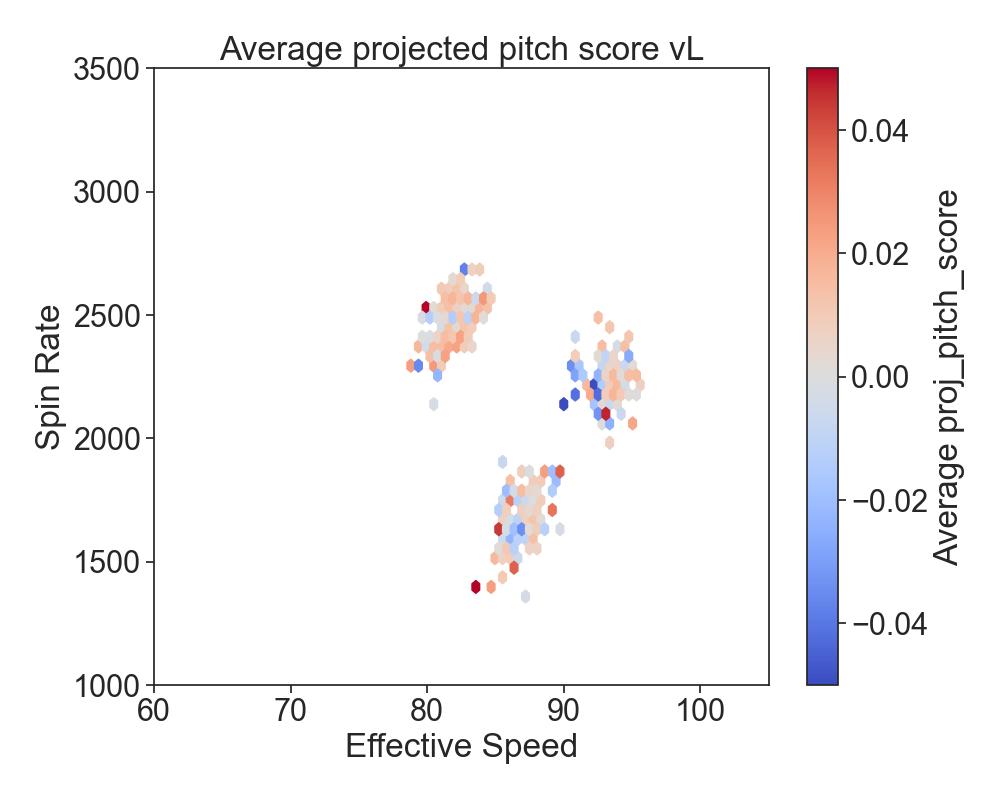 Average projected pitch score vL
3500
3000
2500
2000
1500
1000
Spin Rate
60 70 80 90 100
Effective Speed
0.04
0.02
0.00
−0.02
−0.04
Average proj_pitch_score